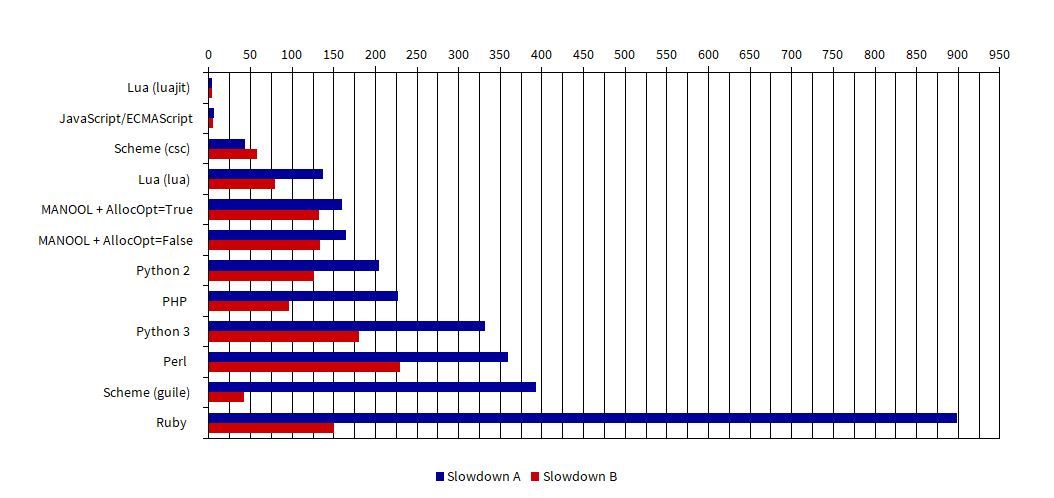 0 50 100 150 200 250 300 350 400 450 500 550 600 650 700 750 800 850 900 950
Lua (luajit)
JavaScript/ECMAScript
Scheme (csc)
Lua (lua)
MANOOL + AllocOpt=True
MANOOL + AllocOpt=False
Python 2
PHP
Python 3
Perl
Scheme (guile)
Ruby
Slowdown A Slowdown B